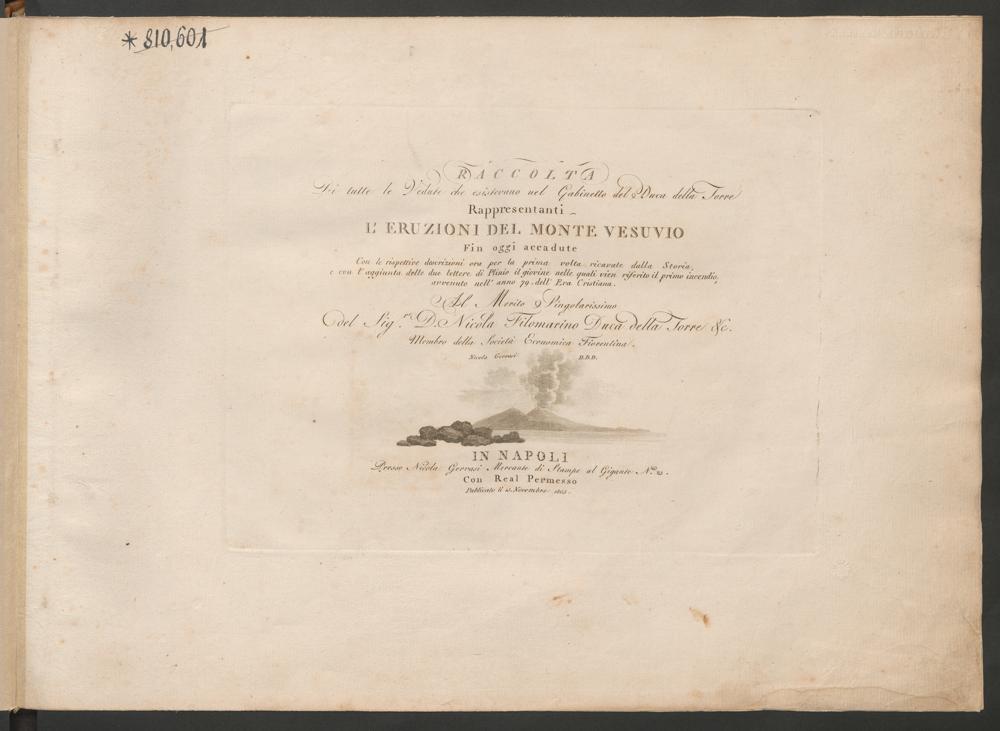 * 810,601
RACCOLTA
Di tutte le Vedute che esistevano nel Gabinetto del Duca della Torre
Rappresentanti
L' ERUZIONI DEL MONTE VESUVIO
Fin oggi accadute
Con le rispettive descrizioni ora per la prima volta ricavate dalla Storia,
e con l'aggiunta delle due lettere di Plinio il giovine nelle quali vien riferito il primo incendio,
avvenuto nell' anno 79. dell' Era Cristiana.
Al Merito Singolarissimo
del Sig.r D. Nicola Filomarino Duca della Torre &c.
Membro della Società Economica Fiorentina.
Nicola Gervasi D.D.D.
IN NAPOLI
Presso Nicola Gervasi Mercante di Stampe al Gigante N.º
Con Real Permesso
Publicato li Novembre